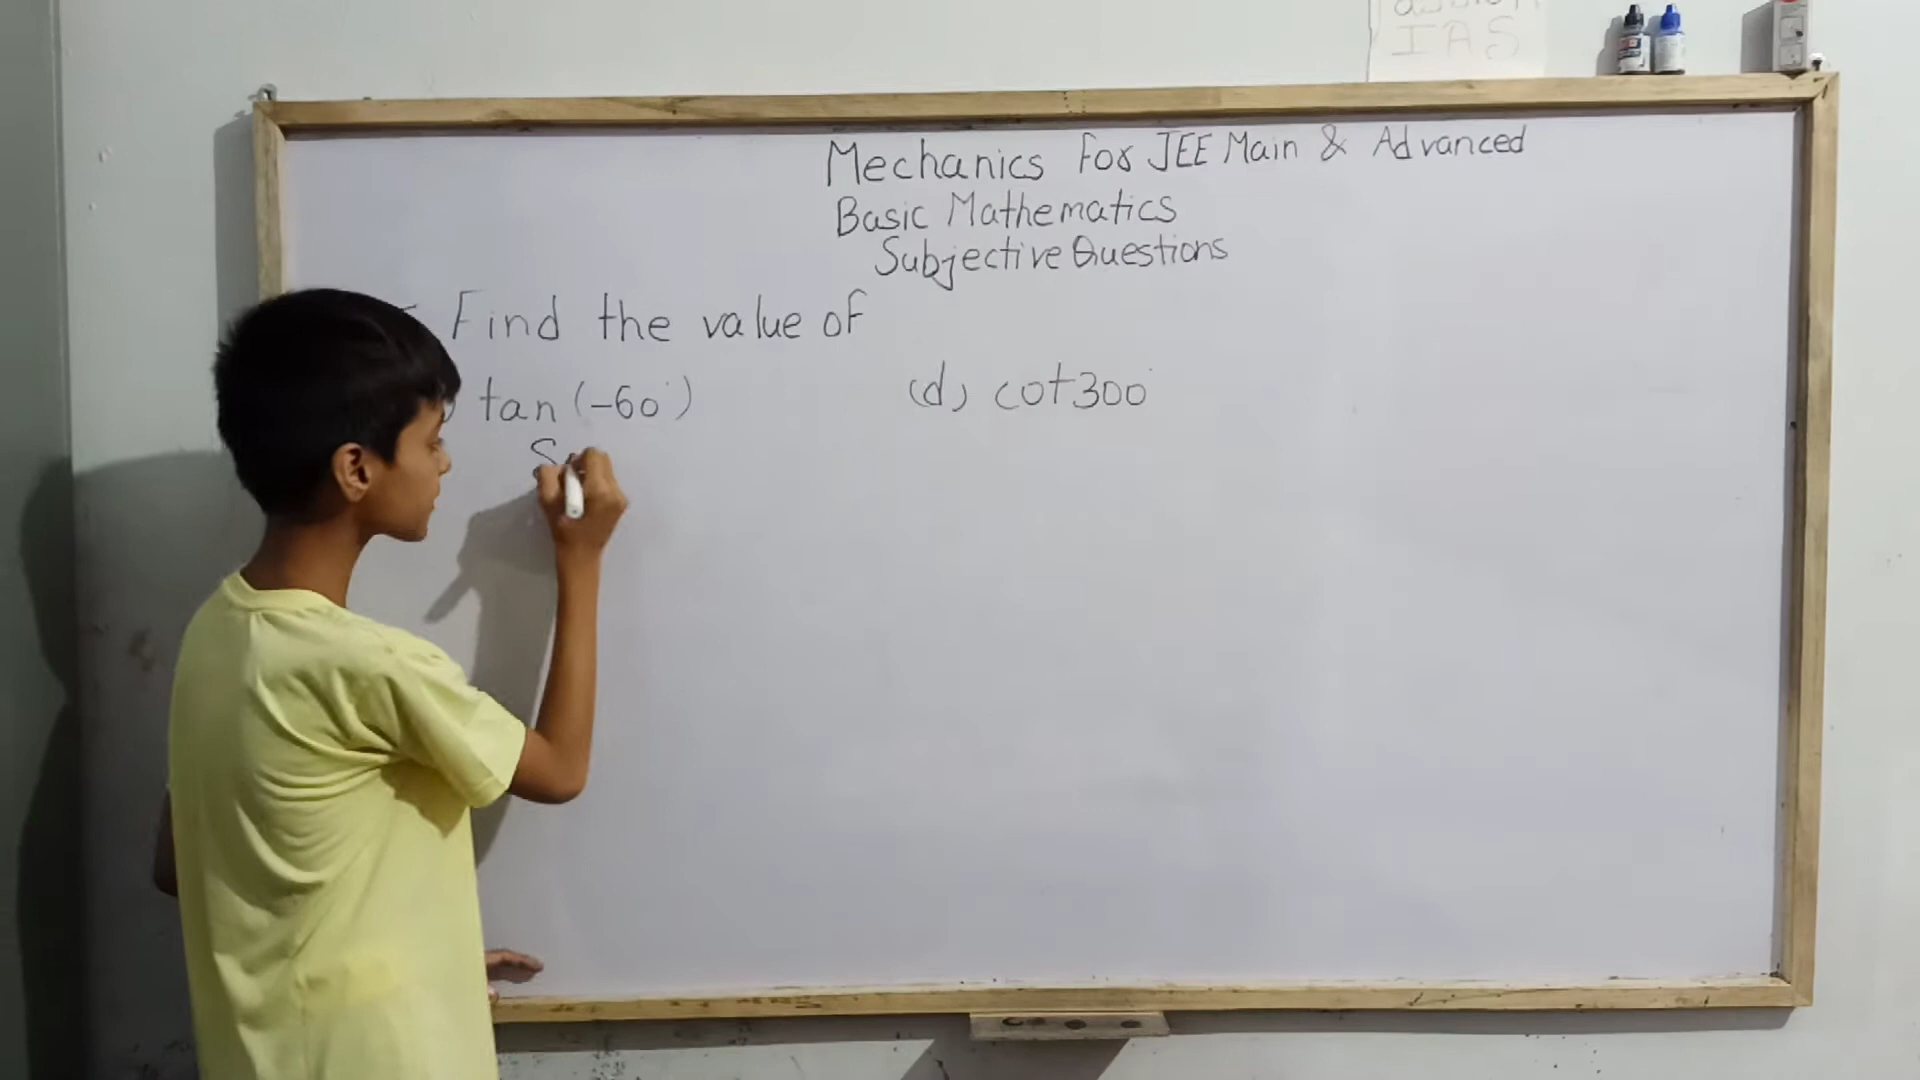 IAS
Mechanics For JEE Main & Advanced
Basic Mathematics
Subjective Questions
Find the value of
tan (-60°)
(d) cot300°
S